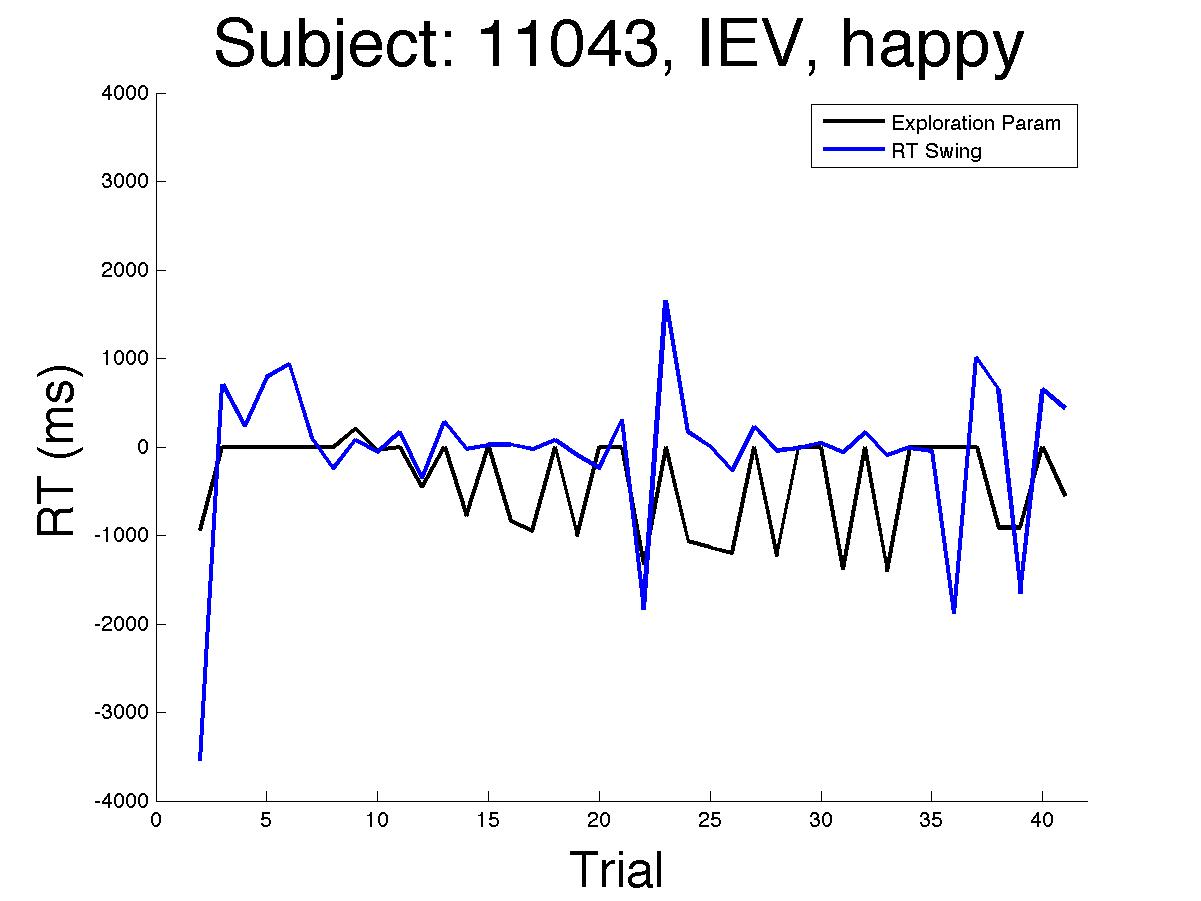 Subject: 11043, IEV, happy
Exploration Param
RT Swing
4000
3000
2000
1000
0
-1000
-2000
-3000
-4000
RT (ms)
0 5 10 15 20 25 30 35 40
Trial